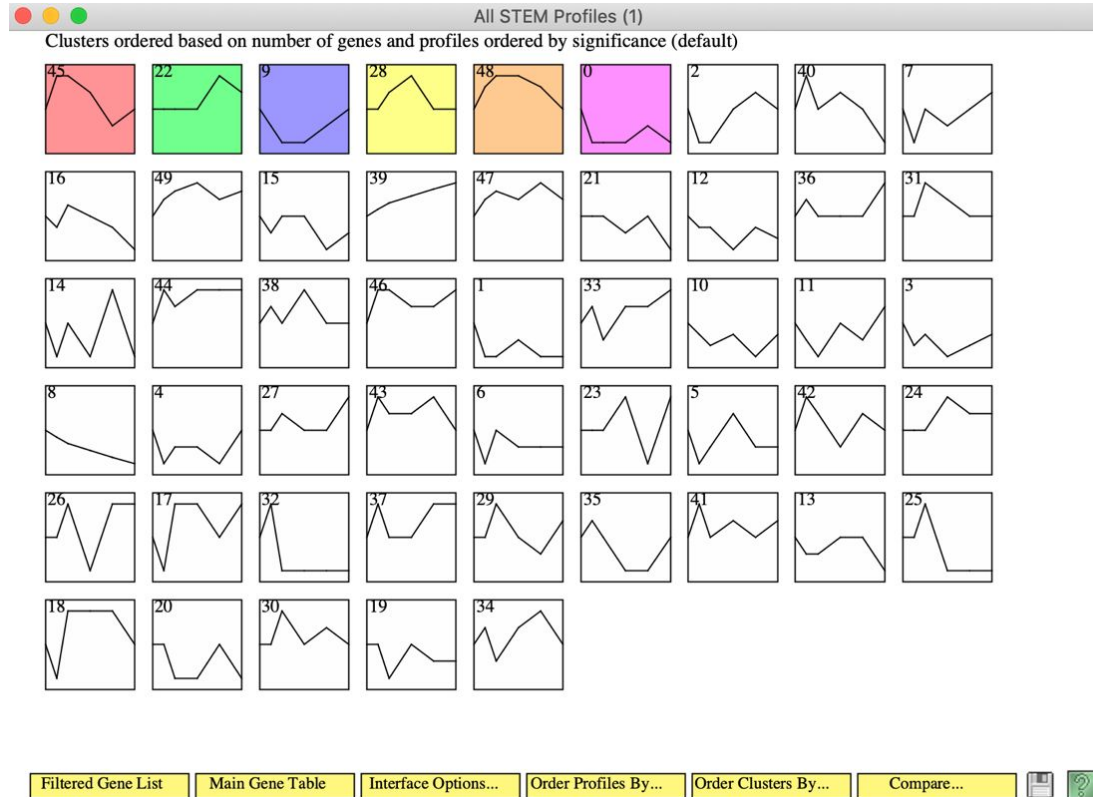 All STEM Profiles (1)
Clusters ordered based on number of genes and profiles ordered by significance (default)
45 22 9 28 48 0 2 40 7
16 49 15 39 47 21 12 36 31
14 44 38 46 1 33 10 11 3
8 4 27 43 6 23 5 42 24
26 17 32 37 29 35 41 13 25
18 20 30 19 34
Filtered Gene List Main Gene Table Interface Options... Order Profiles By... Order Clusters By... Compare... ?